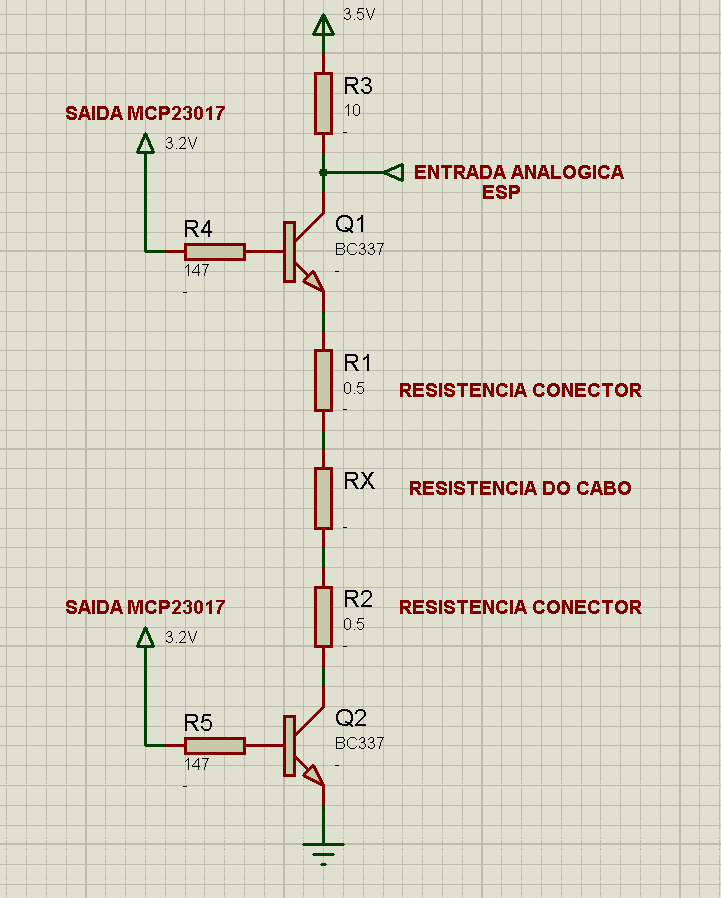 3.5V
R3
10
-
SAIDA MCP23017
3.2V
ENTRADA ANALOGICA
ESP
R4
147
-
Q1
BC337
-
R1
0.5
-
RESISTENCIA CONECTOR
RX
-
RESISTENCIA DO CABO
R2
0.5
-
RESISTENCIA CONECTOR
SAIDA MCP23017
3.2V
R5
147
-
Q2
BC337
-